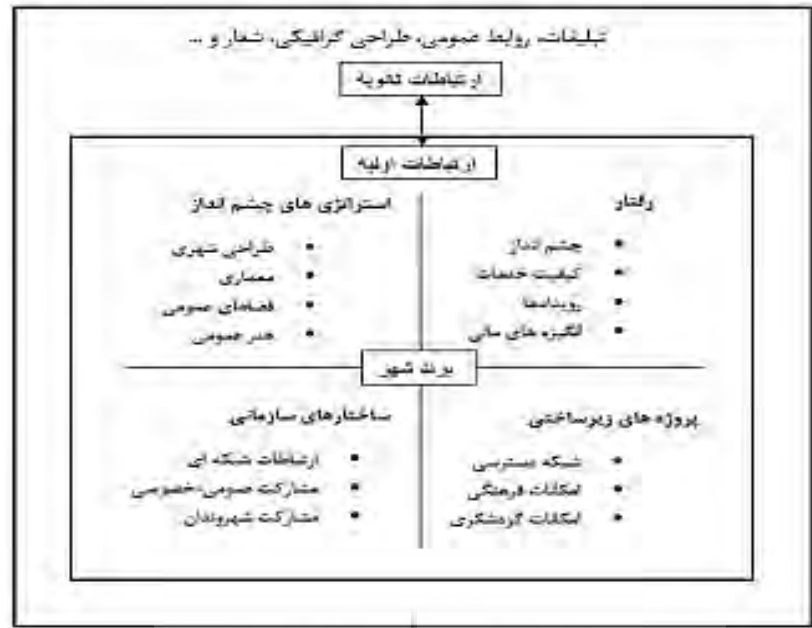 تبلیغات، روابط عمومی، طراحی گرافیکی، شعار و ...
ارتباطات ثانویه
ارتباطات اولیه
رفتار
چشم انداز
کیفیت خدمات
رویدادها
انگیزه های مالی
استراتژی های چشم انداز
طراحی شهری
معماری
فضاهای عمومی
هنر عمومی
برند شهر
پروژه های زیرساختی
شبکه دسترسی
امکانات فرهنگی
امکانات گردشگری
ساختارهای سازمانی
ارتباطات شبکه ای
مشارکت عمومی-خصوصی
مشارکت شهروندان